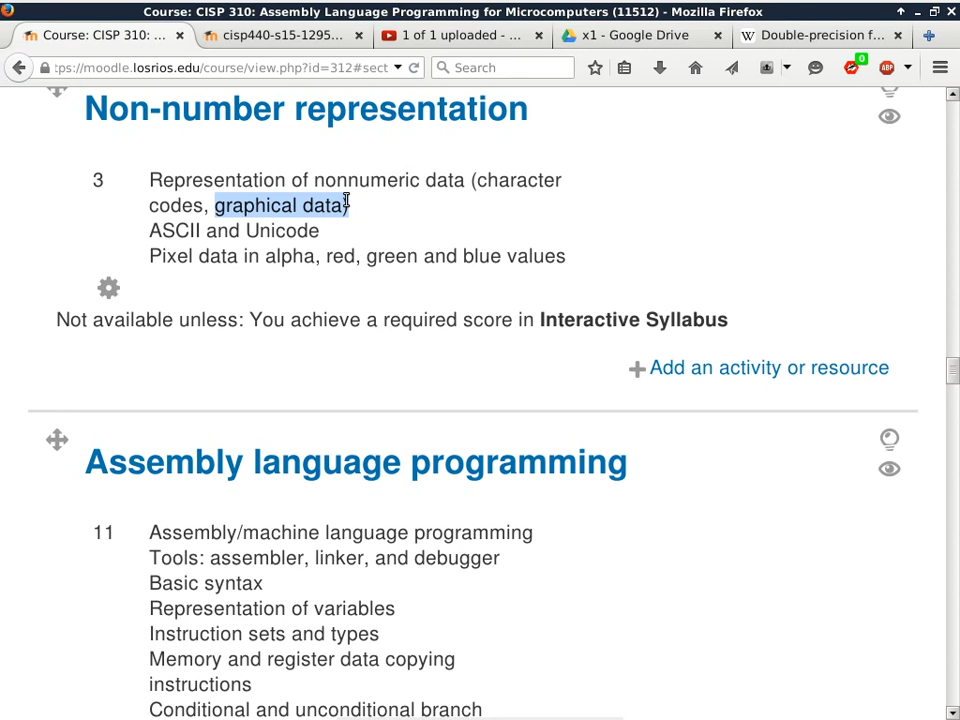 Course: CISP 310: Assembly Language Programming for Microcomputers (11512) - Mozilla Firefox
Course: CISP 310: ... × cisp440-s15-1295... × 1 of 1 uploaded - ... × x1 - Google Drive × W Double-precision f... ×
tps://moodle.losrios.edu/course/view.php?id=312#sect Search 0 ABP
Non-number representation
3 Representation of nonnumeric data (character
codes, graphical data)
ASCII and Unicode
Pixel data in alpha, red, green and blue values
Not available unless: You achieve a required score in Interactive Syllabus
Add an activity or resource
Assembly language programming
11 Assembly/machine language programming
Tools: assembler, linker, and debugger
Basic syntax
Representation of variables
Instruction sets and types
Memory and register data copying
instructions
Conditional and unconditional branch